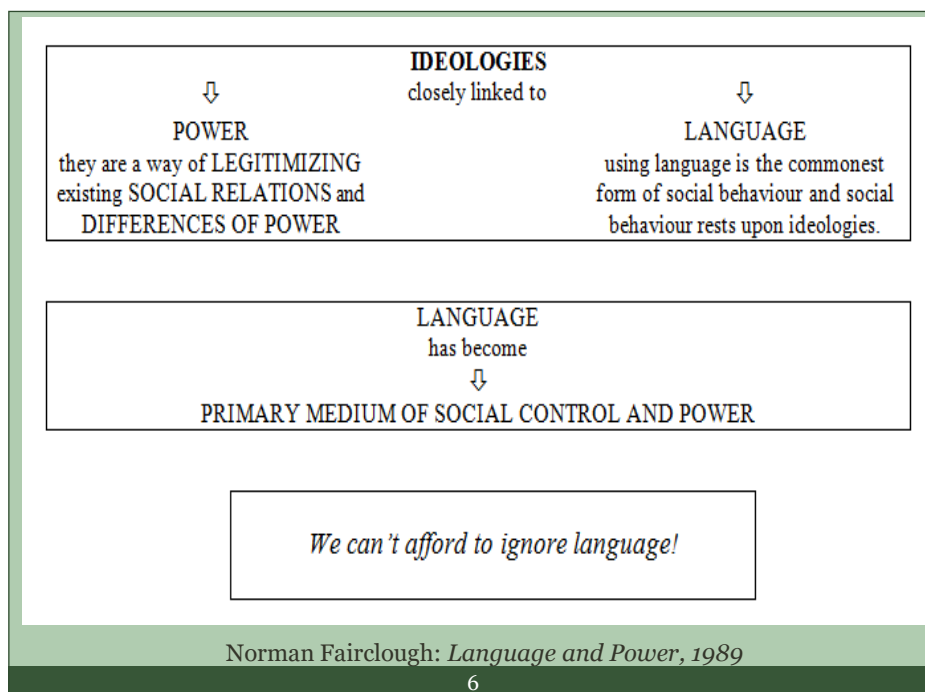 IDEOLOGIES
closely linked to
⇩
POWER
they are a way of LEGITIMIZING
existing SOCIAL RELATIONS and
DIFFERENCES OF POWER
⇩
LANGUAGE
using language is the commonest
form of social behaviour and social
behaviour rests upon ideologies.
LANGUAGE
has become
⇩
PRIMARY MEDIUM OF SOCIAL CONTROL AND POWER
We can't afford to ignore language!
Norman Fairclough: Language and Power, 1989
6